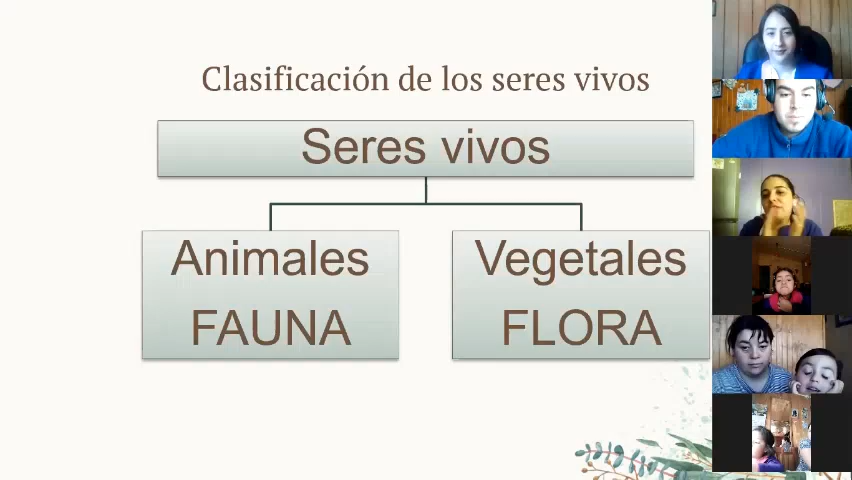 Clasificación de los seres vivos
Seres vivos
Animales
FAUNA
Vegetales
FLORA